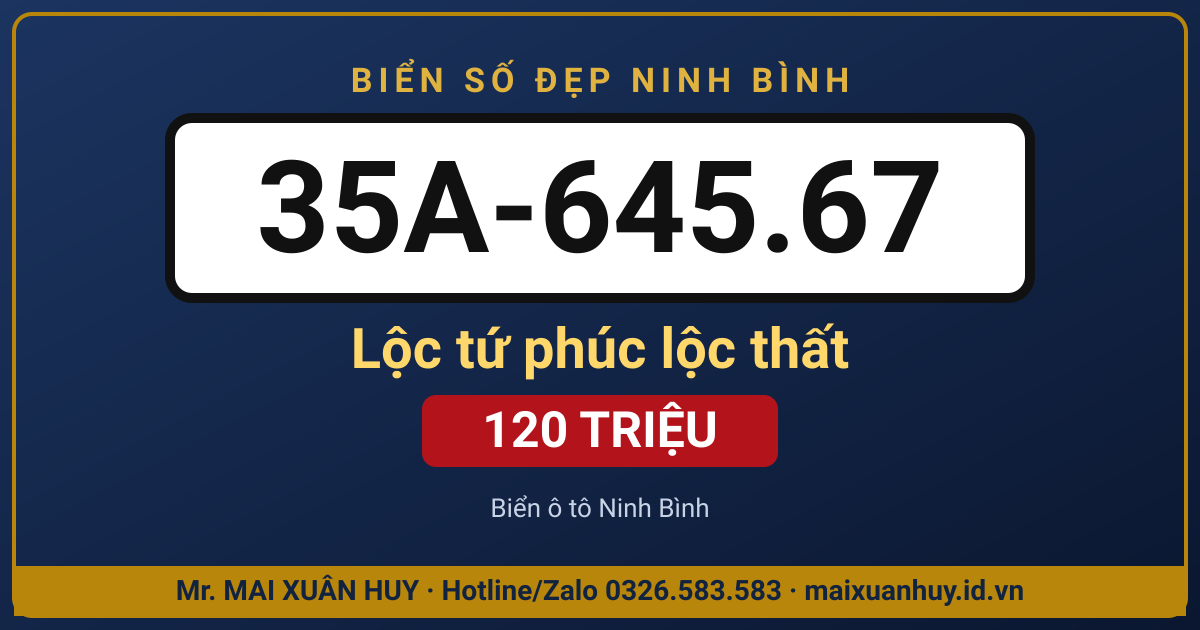 BIỂN SỐ ĐẸP NINH BÌNH
35A-645.67
Lộc tứ phúc lộc thất
120 TRIỆU
Biển ô tô Ninh Bình
Mr. MAI XUÂN HUY · Hotline/Zalo 0326.583.583 · maixuanhuy.id.vn